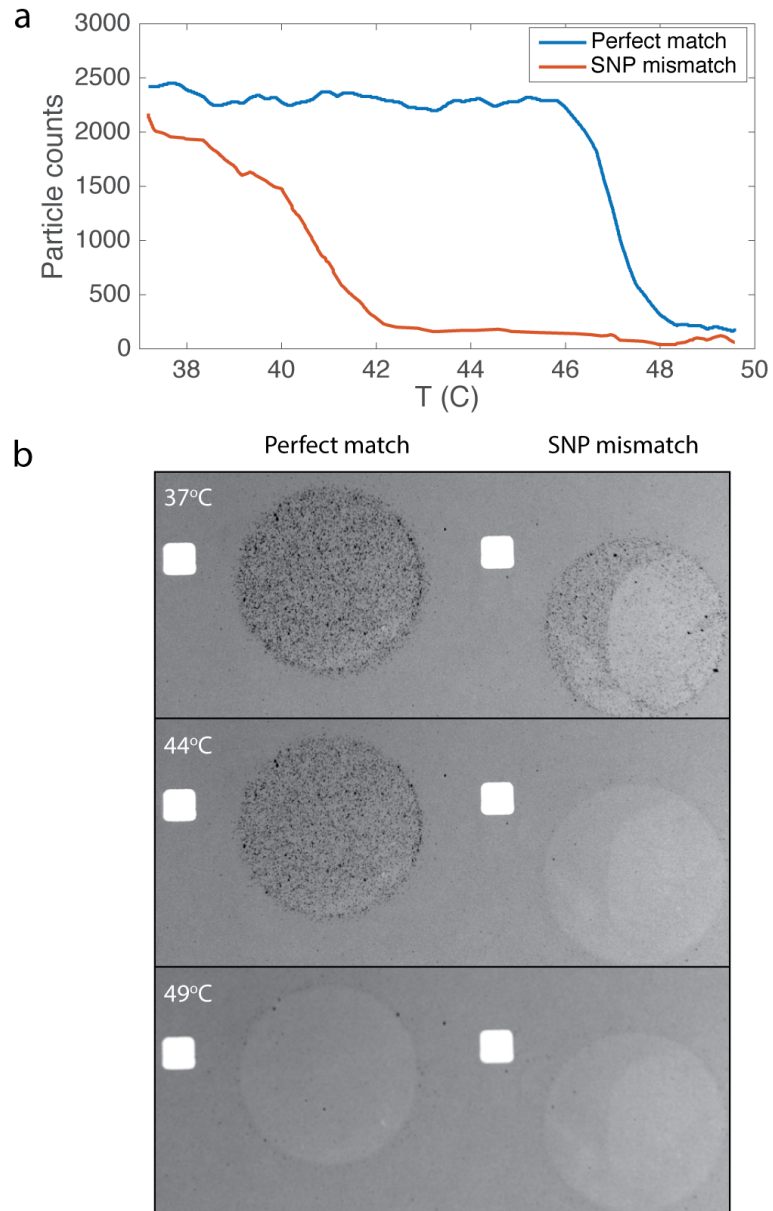 a
3000
2500
2000
1500
1000
500
0
Particle counts
Perfect match
SNP mismatch
38 40 42 44 46 48 50
T (C)
b
Perfect match SNP mismatch
37°C
44°C
49°C